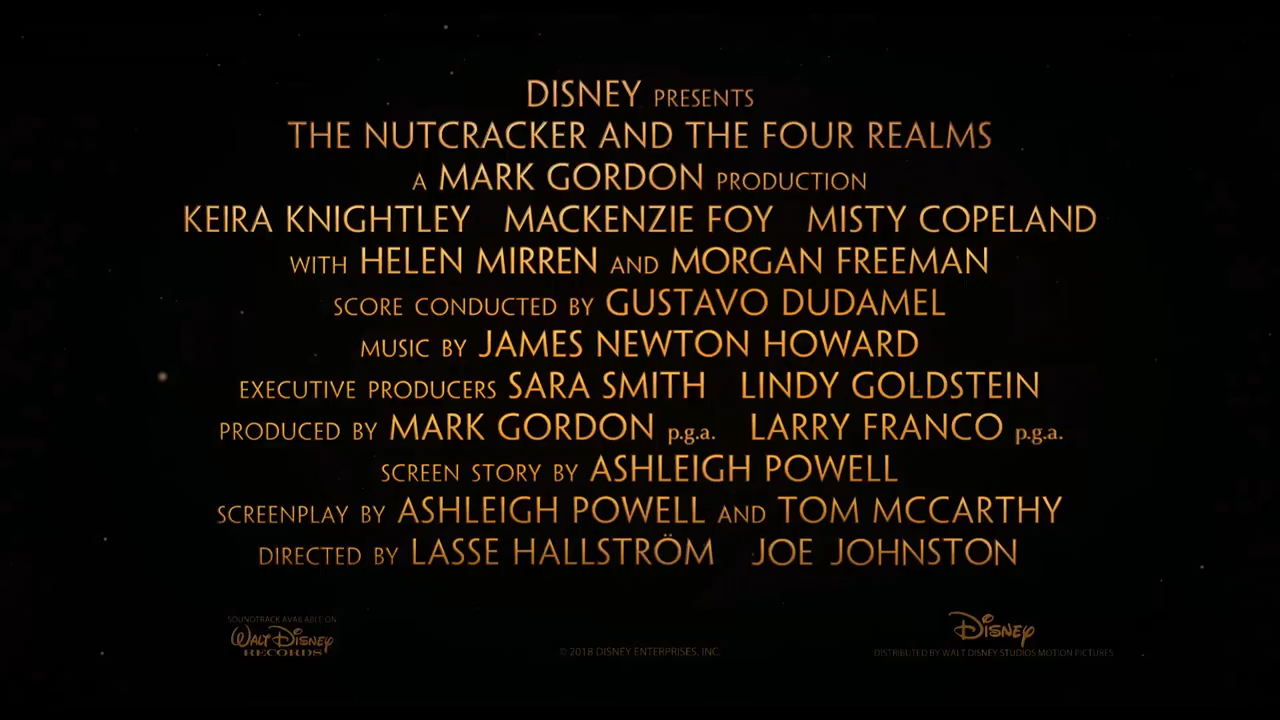 DISNEY PRESENTS
THE NUTCRACKER AND THE FOUR REALMS
A MARK GORDON PRODUCTION
KEIRA KNIGHTLEY MACKENZIE FOY MISTY COPELAND
WITH HELEN MIRREN AND MORGAN FREEMAN
SCORE CONDUCTED BY GUSTAVO DUDAMEL
MUSIC BY JAMES NEWTON HOWARD
EXECUTIVE PRODUCERS SARA SMITH LINDY GOLDSTEIN
PRODUCED BY MARK GORDON p.g.a. LARRY FRANCO p.g.a.
SCREEN STORY BY ASHLEIGH POWELL
SCREENPLAY BY ASHLEIGH POWELL AND TOM MCCARTHY
DIRECTED BY LASSE HALLSTRÖM JOE JOHNSTON
SOUNDTRACK AVAILABLE ON
WALT DISNEY
RECORDS
© 2018 DISNEY ENTERPRISES, INC.
DISNEY
DISTRIBUTED BY WALT DISNEY STUDIOS MOTION PICTURES